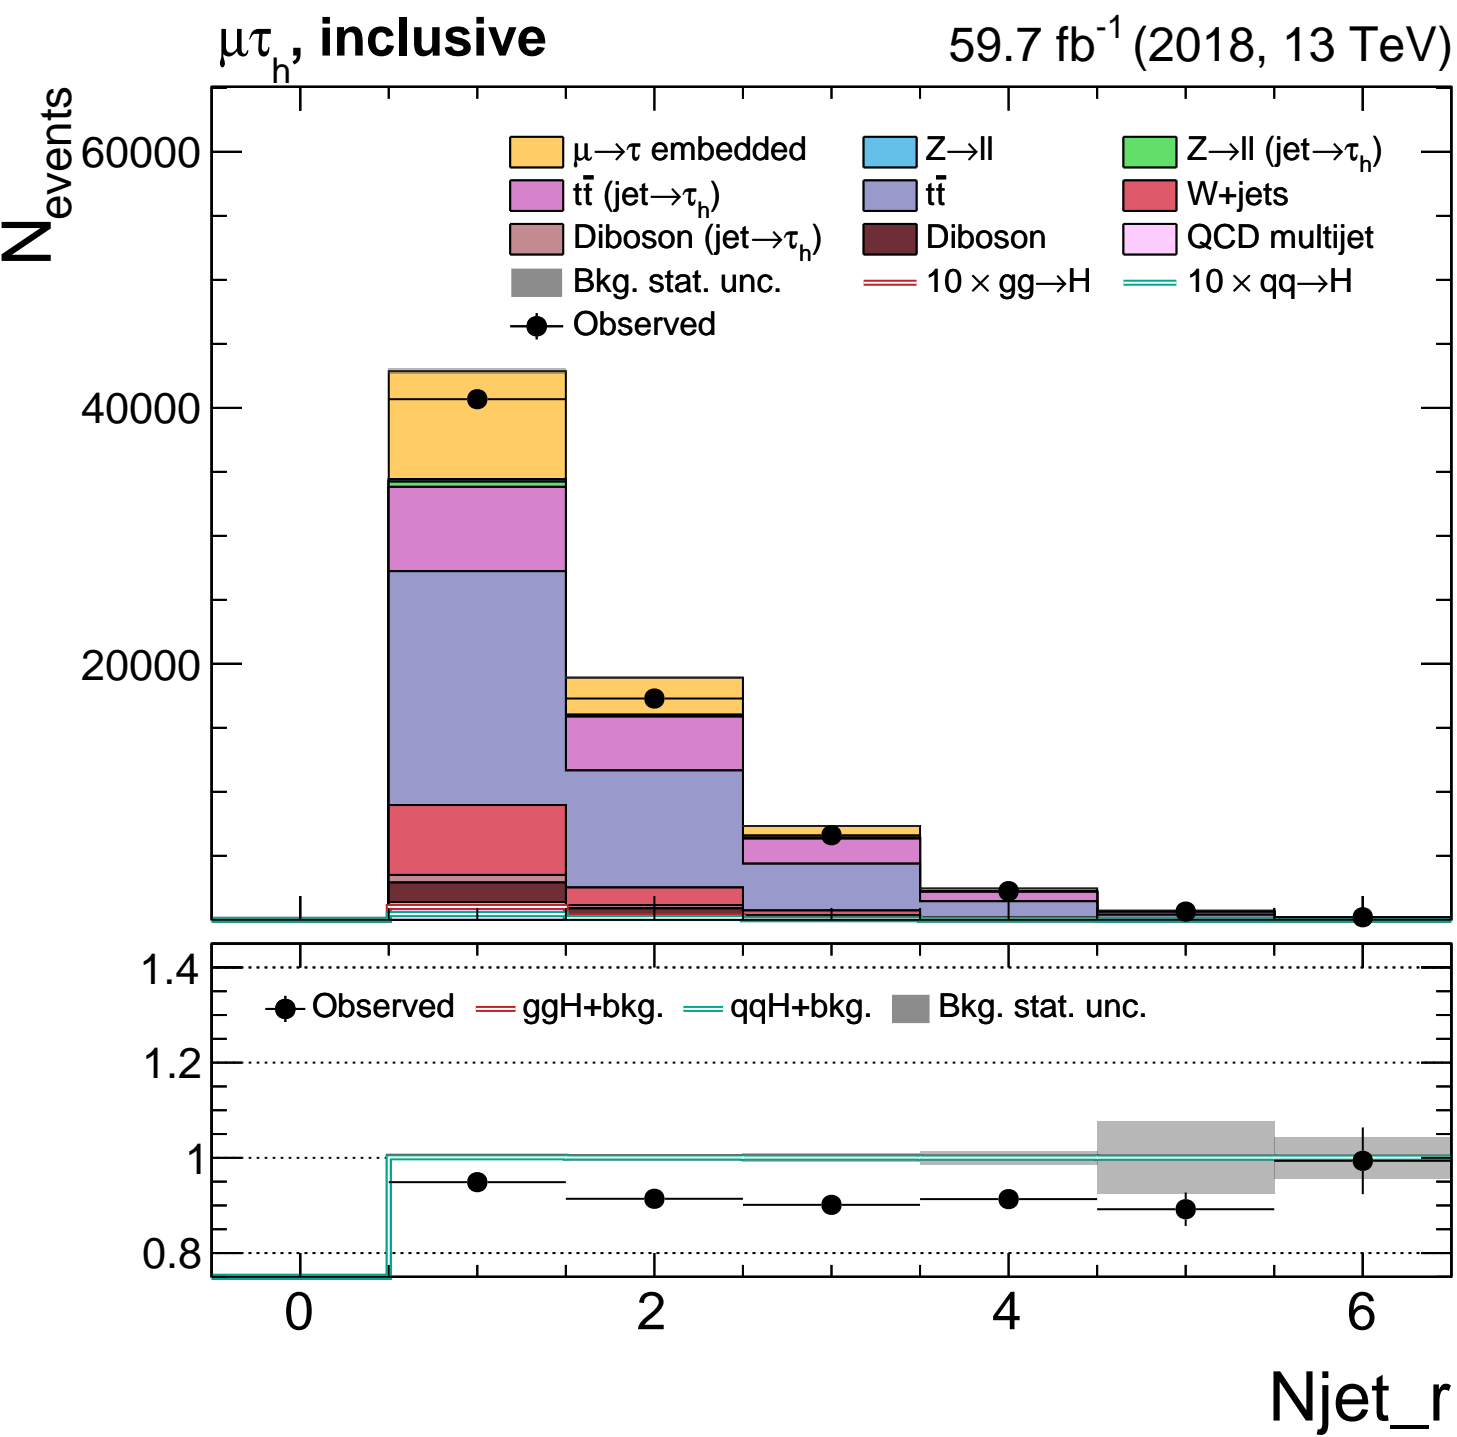 μτh, inclusive 59.7 fb-1 (2018, 13 TeV)
Nevents
60000
40000
20000
μ→τ embedded Z→ll Z→ll (jet→τh)
tt̄ (jet→τh) tt̄ W+jets
Diboson (jet→τh) Diboson QCD multijet
Bkg. stat. unc. 10 × gg→H 10 × qq→H
Observed
1.4
1.2
1
0.8
Observed ggH+bkg. qqH+bkg. Bkg. stat. unc.
0 2 4 6
Njet_r